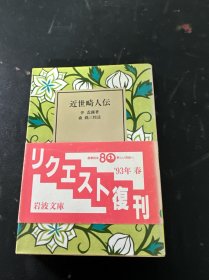 近世畸人伝
伴 蒿蹊著
森 銑三校註
リクエスト復刊
'93年 春
岩波文庫